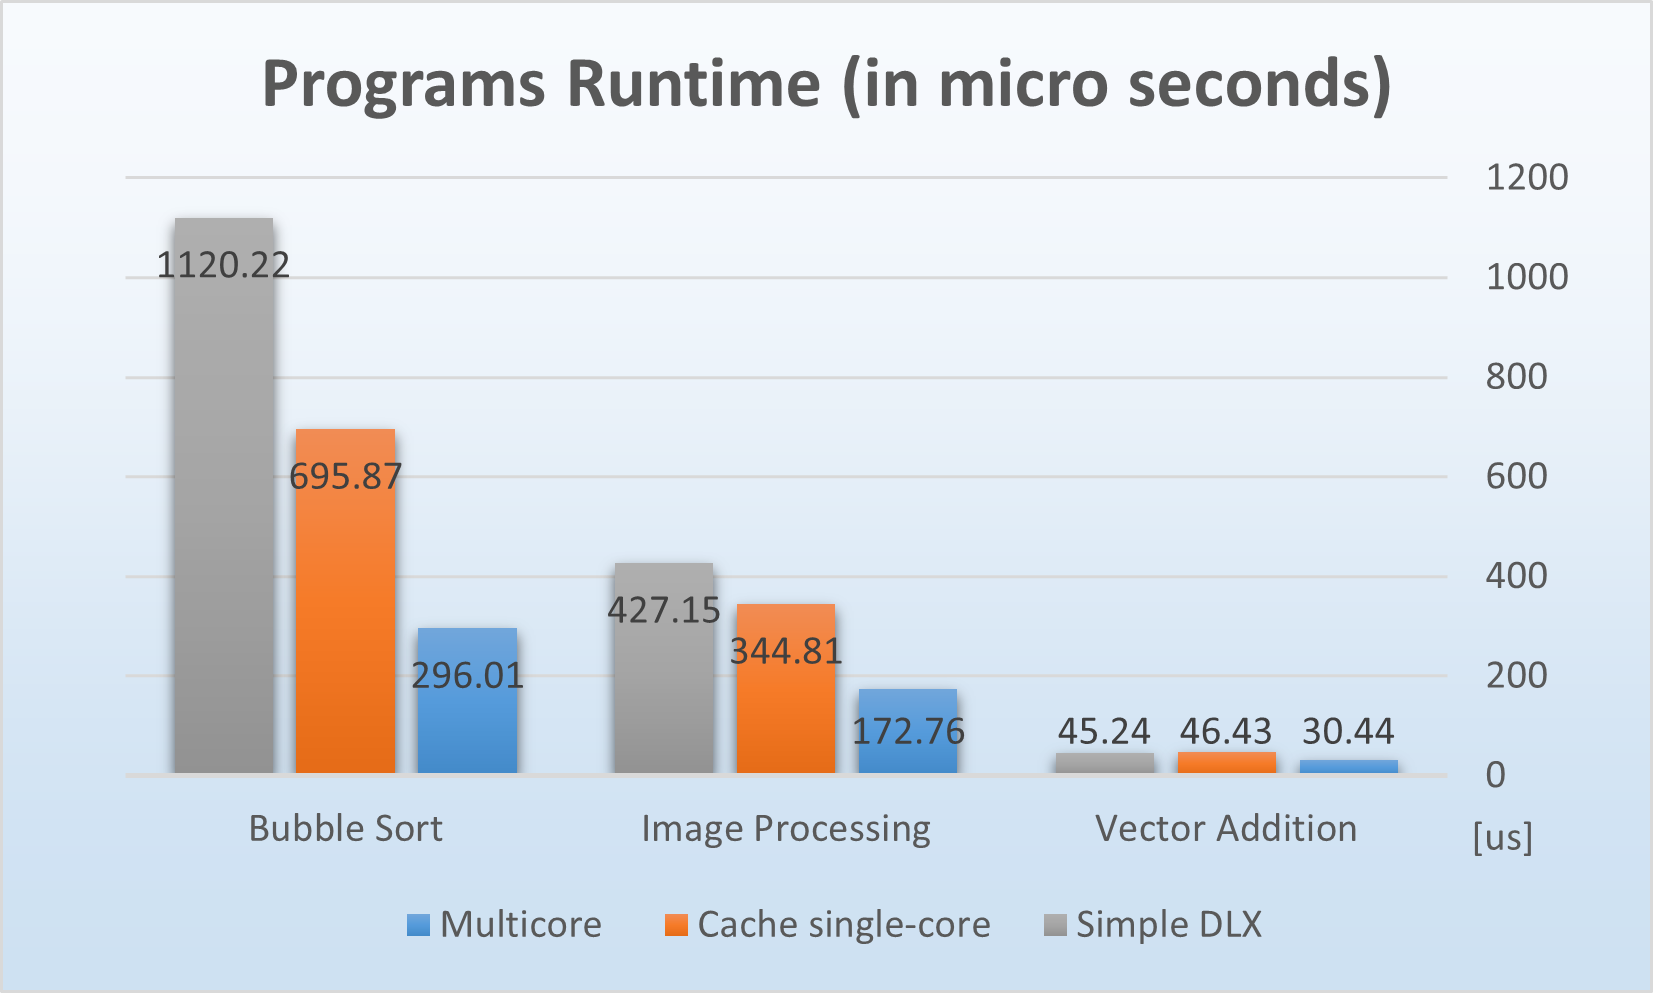 Programs Runtime (in micro seconds)
1200
1000
800
600
400
200
0
[us]
1120.22
695.87
296.01
427.15
344.81
172.76
45.24
46.43
30.44
Bubble Sort
Image Processing
Vector Addition
Multicore
Cache single-core
Simple DLX